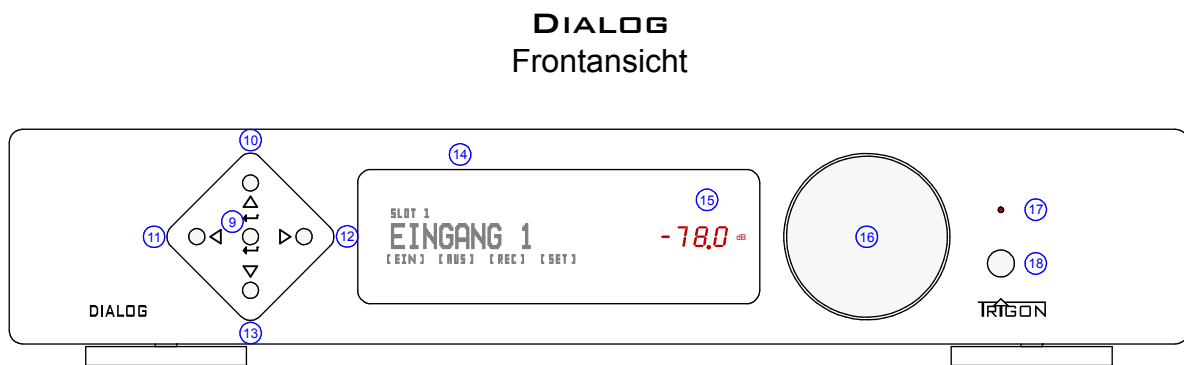 DIALOG
Frontansicht
10
14
15
SLOT 1
9
17
11
12
EINGANG 1
-78.0 dB
16
[EIN] [AUS] [REC] [SET]
18
DIALOG
TRIGON
13